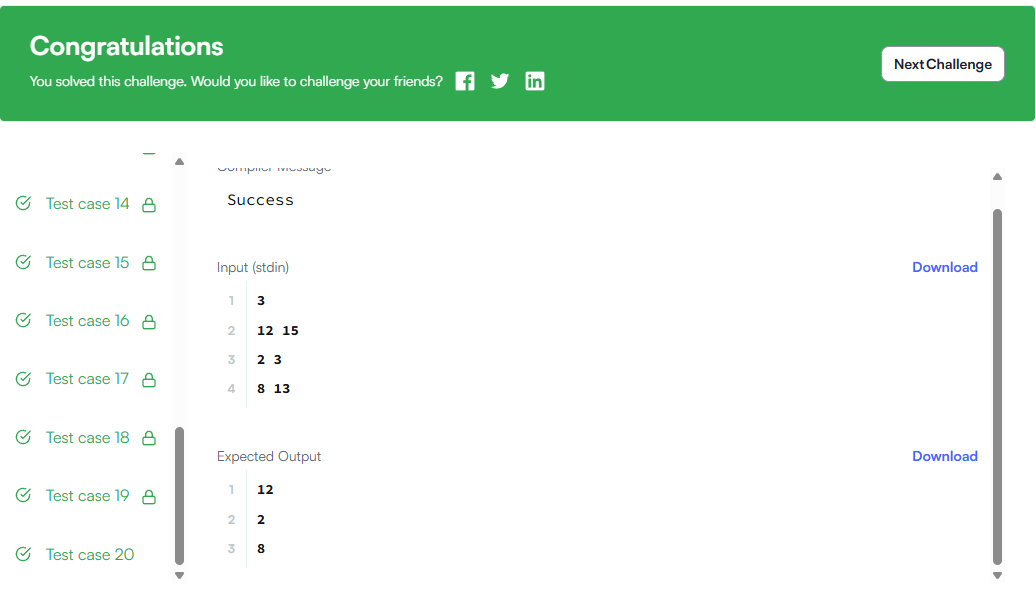 Congratulations
You solved this challenge. Would you like to challenge your friends?
Next Challenge
Test case 14
Test case 15
Test case 16
Test case 17
Test case 18
Test case 19
Test case 20
Compiler Message
Success
Input (stdin)
Download
1 3
2 12 15
3 2 3
4 8 13
Expected Output
Download
1 12
2 2
3 8